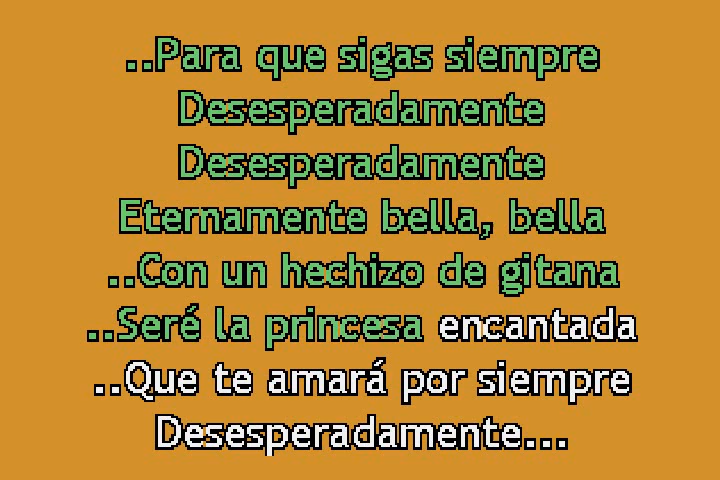 ..Para que sigas siempre
Desesperadamente
Desesperadamente
Eternamente bella, bella
..Con un hechizo de gitana
..Seré la princesa encantada
..Que te amará por siempre
Desesperadamente...